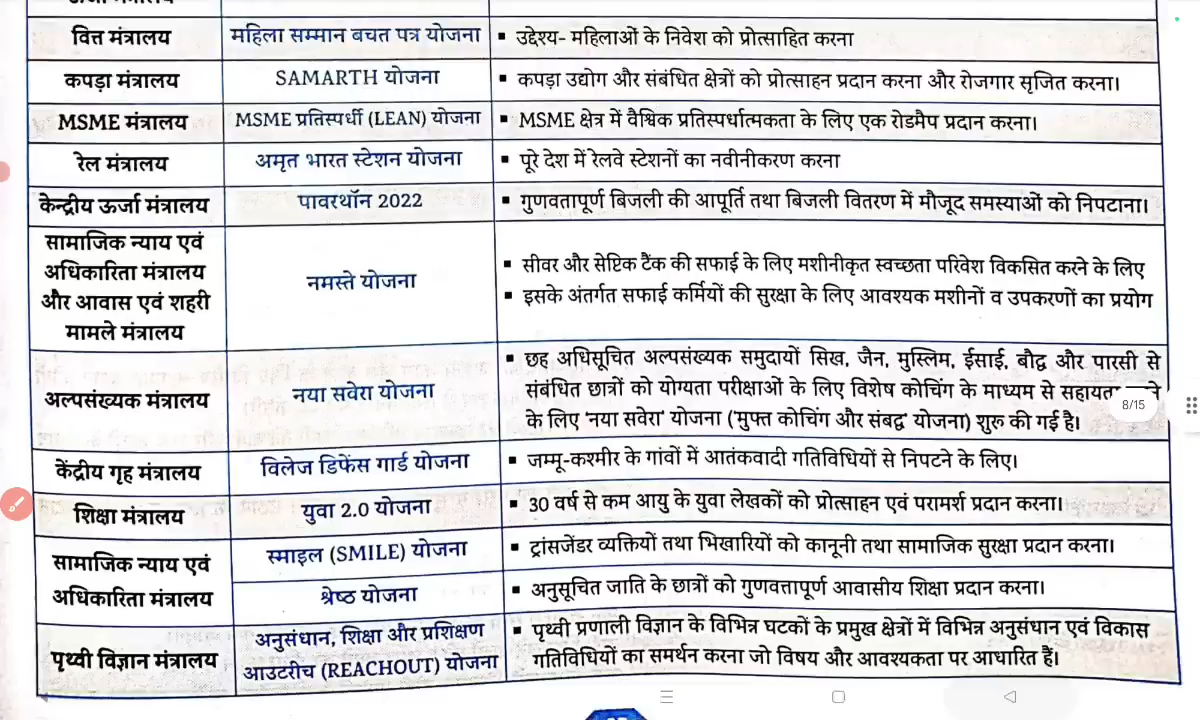 ऊर्जा मंत्रालय
वित्त मंत्रालय
महिला सम्मान बचत पत्र योजना
▪ उद्देश्य- महिलाओं के निवेश को प्रोत्साहित करना
कपड़ा मंत्रालय
SAMARTH योजना
▪ कपड़ा उद्योग और संबंधित क्षेत्रों को प्रोत्साहन प्रदान करना और रोजगार सृजित करना।
MSME मंत्रालय
MSME प्रतिस्पर्धी (LEAN) योजना
▪ MSME क्षेत्र में वैश्विक प्रतिस्पर्धात्मकता के लिए एक रोडमैप प्रदान करना।
रेल मंत्रालय
अमृत भारत स्टेशन योजना
▪ पूरे देश में रेलवे स्टेशनों का नवीनीकरण करना
केन्द्रीय ऊर्जा मंत्रालय
पावरथॉन 2022
▪ गुणवतापूर्ण बिजली की आपूर्ति तथा बिजली वितरण में मौजूद समस्याओं को निपटाना।
सामाजिक न्याय एवं
अधिकारिता मंत्रालय
और आवास एवं शहरी
मामले मंत्रालय
नमस्ते योजना
▪ सीवर और सेप्टिक टैंक की सफाई के लिए मशीनीकृत स्वच्छता परिवेश विकसित करने के लिए
▪ इसके अंतर्गत सफाई कर्मियों की सुरक्षा के लिए आवश्यक मशीनों व उपकरणों का प्रयोग
अल्पसंख्यक मंत्रालय
नया सवेरा योजना
▪ छह अधिसूचित अल्पसंख्यक समुदायों सिख, जैन, मुस्लिम, ईसाई, बौद्ध और पारसी से
संबंधित छात्रों को योग्यता परीक्षाओं के लिए विशेष कोचिंग के माध्यम से
के लिए 'नया सवेरा' योजना ('मुफ्त कोचिंग और संबद्ध' योजना) शुरू की गई है।
8/15
केंद्रीय गृह मंत्रालय
विलेज डिफेंस गार्ड योजना
▪ जम्मू-कश्मीर के गांवों में आतंकवादी गतिविधियों से निपटने के लिए।
शिक्षा मंत्रालय
युवा 2.0 योजना
▪ 30 वर्ष से कम आयु के युवा लेखकों को प्रोत्साहन एवं परामर्श प्रदान करना।
सामाजिक न्याय एवं
अधिकारिता मंत्रालय
स्माइल (SMILE) योजना
▪ ट्रांसजेंडर व्यक्तियों तथा भिखारियों को कानूनी तथा सामाजिक सुरक्षा प्रदान करना।
श्रेष्ठ योजना
▪ अनुसूचित जाति के छात्रों को गुणवत्तापूर्ण आवासीय शिक्षा प्रदान करना।
पृथ्वी विज्ञान मंत्रालय
अनुसंधान, शिक्षा और प्रशिक्षण
आउटरीच (REACHOUT) योजना
▪ पृथ्वी प्रणाली विज्ञान के विभिन्न घटकों के प्रमुख क्षेत्रों में विभिन्न अनुसंधान एवं विकास
गतिविधियों का समर्थन करना जो विषय और आवश्यकता पर आधारित हैं।